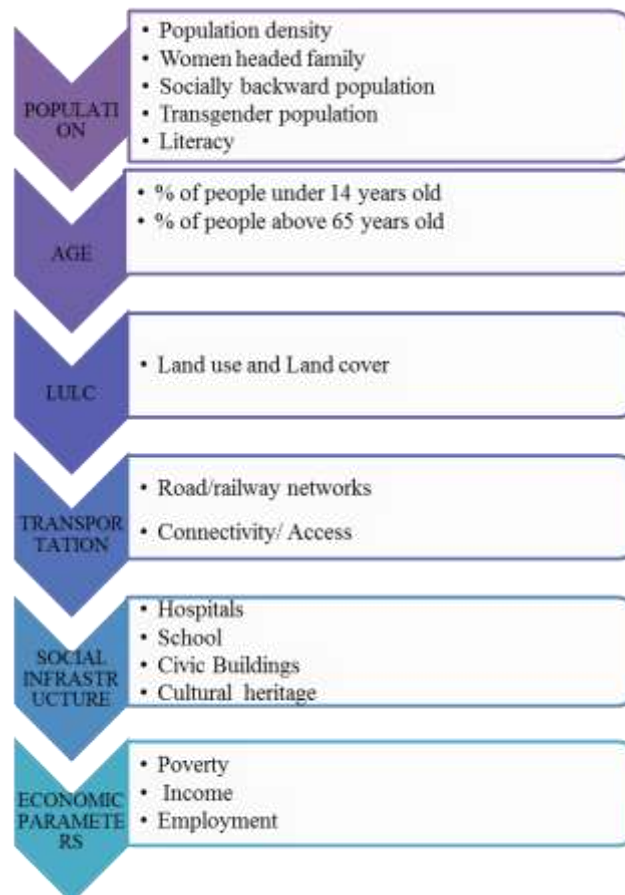 POPULATI
ON
• Population density
• Women headed family
• Socially backward population
• Transgender population
• Literacy
AGE
• % of people under 14 years old
• % of people above 65 years old
LULC
• Land use and Land cover
TRANSPOR
TATION
• Road/railway networks
• Connectivity/ Access
SOCIAL
INFRASTR
UCTURE
• Hospitals
• School
• Civic Buildings
• Cultural heritage
ECONOMIC
PARAMETE
RS
• Poverty
• Income
• Employment